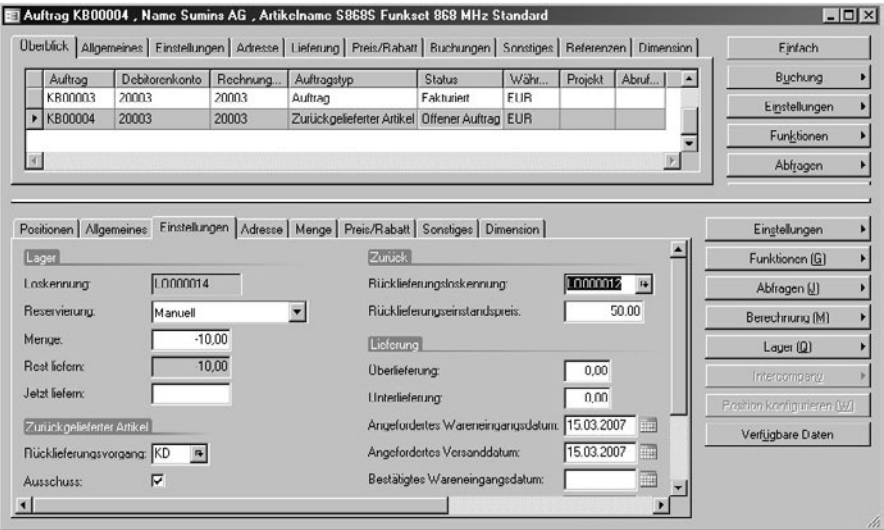 Auftrag KB00004 , Name Sumins AG , Artikelname S868S Funkset 868 MHz Standard
Überblick Allgemeines Einstellungen Adresse Lieferung Preis/Rabatt Buchungen Sonstiges Referenzen Dimension
Einfach
Auftrag Debitorenkonto Rechnung... Auftragstyp Status Währ... Projekt Abruf...
Buchung
KB00003 20003 20003 Auftrag Fakturiert EUR
KB00004 20003 20003 Zurückgelieferter Artikel Offener Auftrag EUR
Einstellungen
Funktionen
Abfragen
Positionen Allgemeines Einstellungen Adresse Menge Preis/Rabatt Sonstiges Dimension
Einstellungen
Lager Zurück
Funktionen (G)
Loskennung: LO000014 Rücklieferungsloskennung: LO000012
Abfragen (J)
Reservierung: Manuell Rücklieferungseinstandspreis: 50.00
Berechnung (M)
Menge: -10,00 Lieferung
Lager (Q)
Rest liefern: 10,00 Überlieferung: 0,00
Intercompany
Jetzt liefern: Unterlieferung: 0,00
Position konfigurieren (W)
Zurückgelieferter Artikel Angefordertes Wareneingangsdatum: 15.03.2007
Verfügbare Daten
Rücklieferungsvorgang: KD Angefordertes Versanddatum: 15.03.2007
Ausschuss: Bestätigtes Wareneingangsdatum: